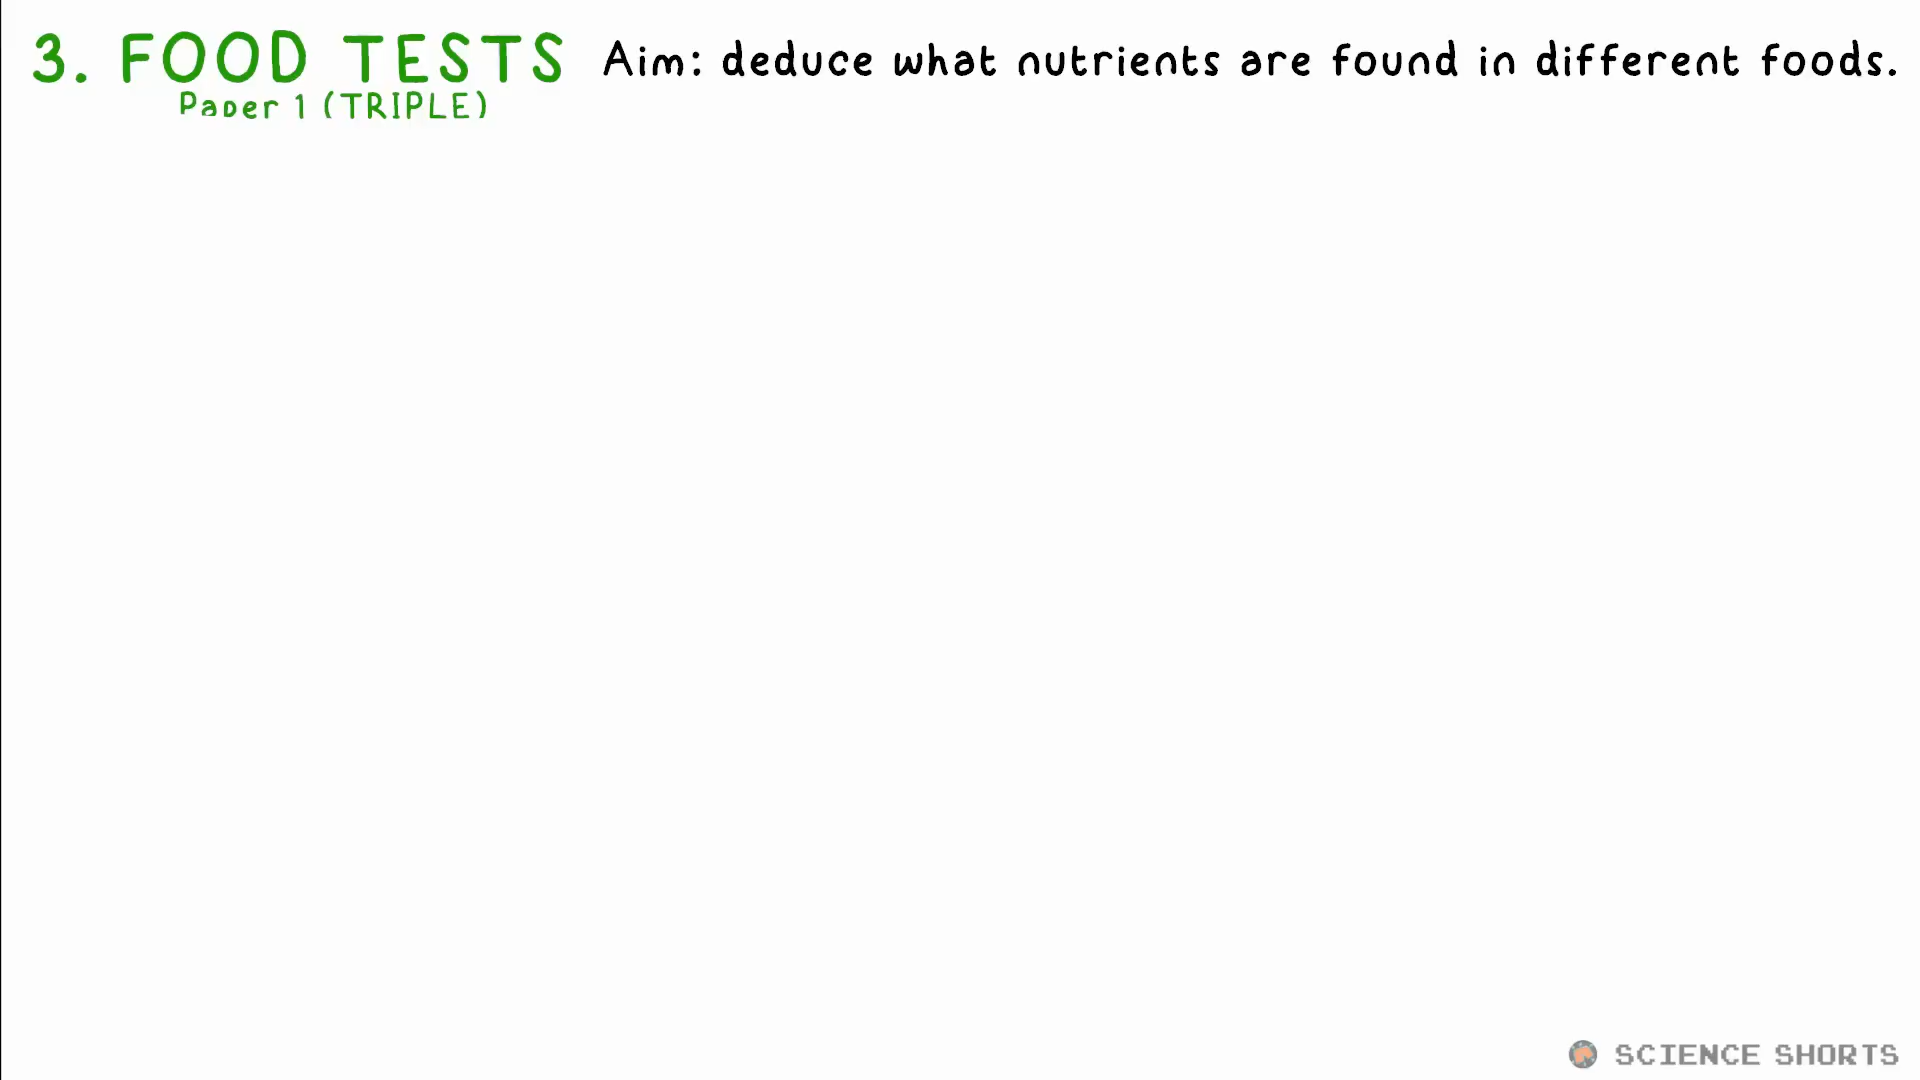 3. FOOD TESTS Aim: deduce what nutrients are found in different foods.
Paper 1 (TRIPLE)
SCIENCE SHORTS